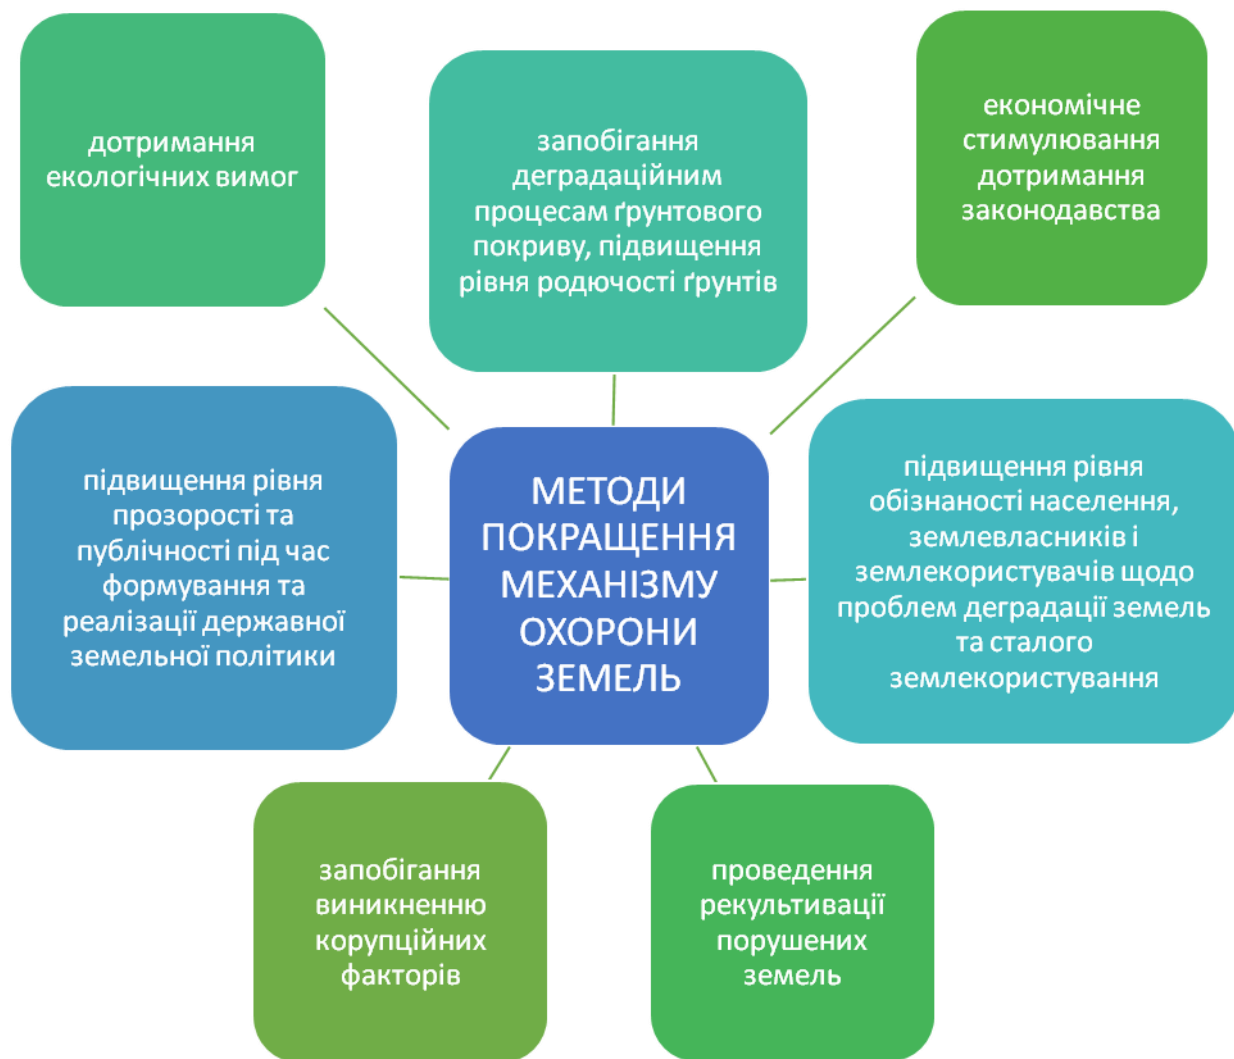 дотримання
екологічних вимог
запобігання
деградаційним
процесам ґрунтового
покриву, підвищення
рівня родючості ґрунтів
економічне
стимулювання
дотримання
законодавства
підвищення рівня
прозорості та
публічності під час
формування та
реалізації державної
земельної політики
МЕТОДИ
ПОКРАЩЕННЯ
МЕХАНІЗМУ
ОХОРОНИ
ЗЕМЕЛЬ
підвищення рівня
обізнаності населення,
землевласників і
землекористувачів щодо
проблем деградації земель
та сталого
землекористування
запобігання
виникненню
корупційних
факторів
проведення
рекультивації
порушених
земель